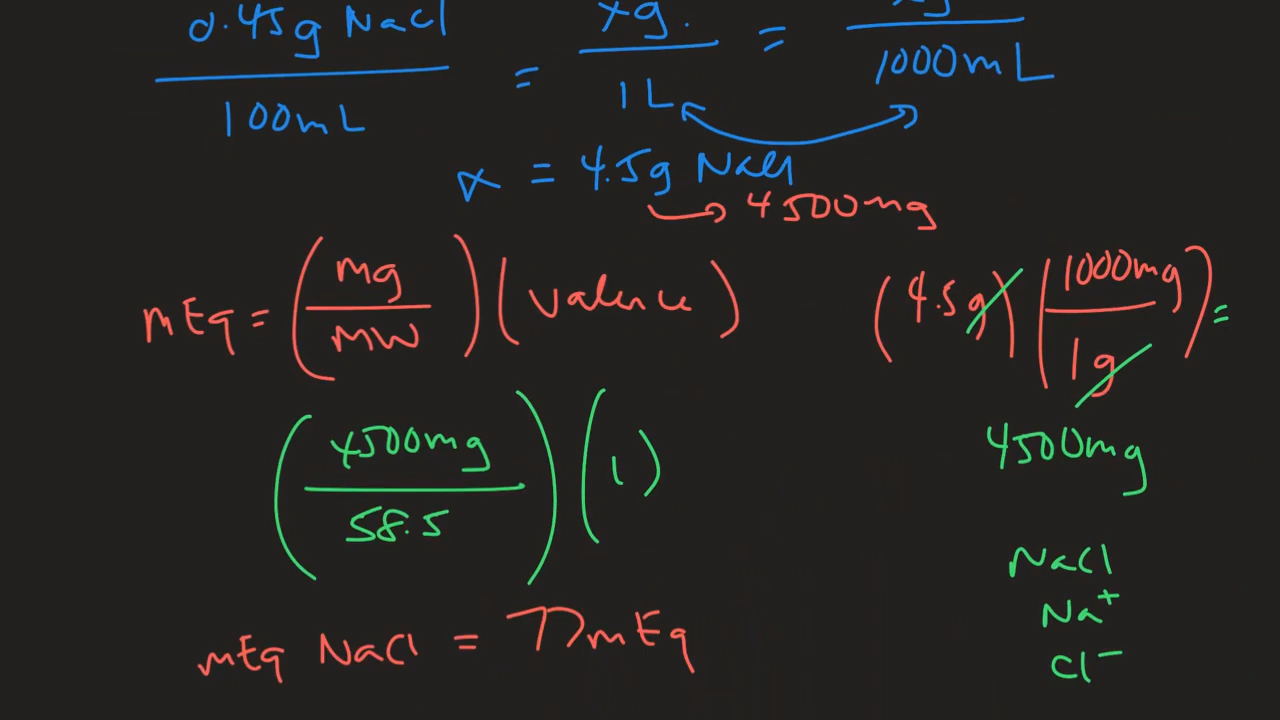 0.45g NaCl / 100mL = xg. / 1L = xg / 1000mL
x = 4.5g NaCl
→ 4500mg
mEq = (mg / MW) (valence)
(4.5g) (1000mg / 1g) =
4500mg
(4500mg / 58.5) (1)
NaCl
Na+
Cl−
mEq NaCl = 77mEq